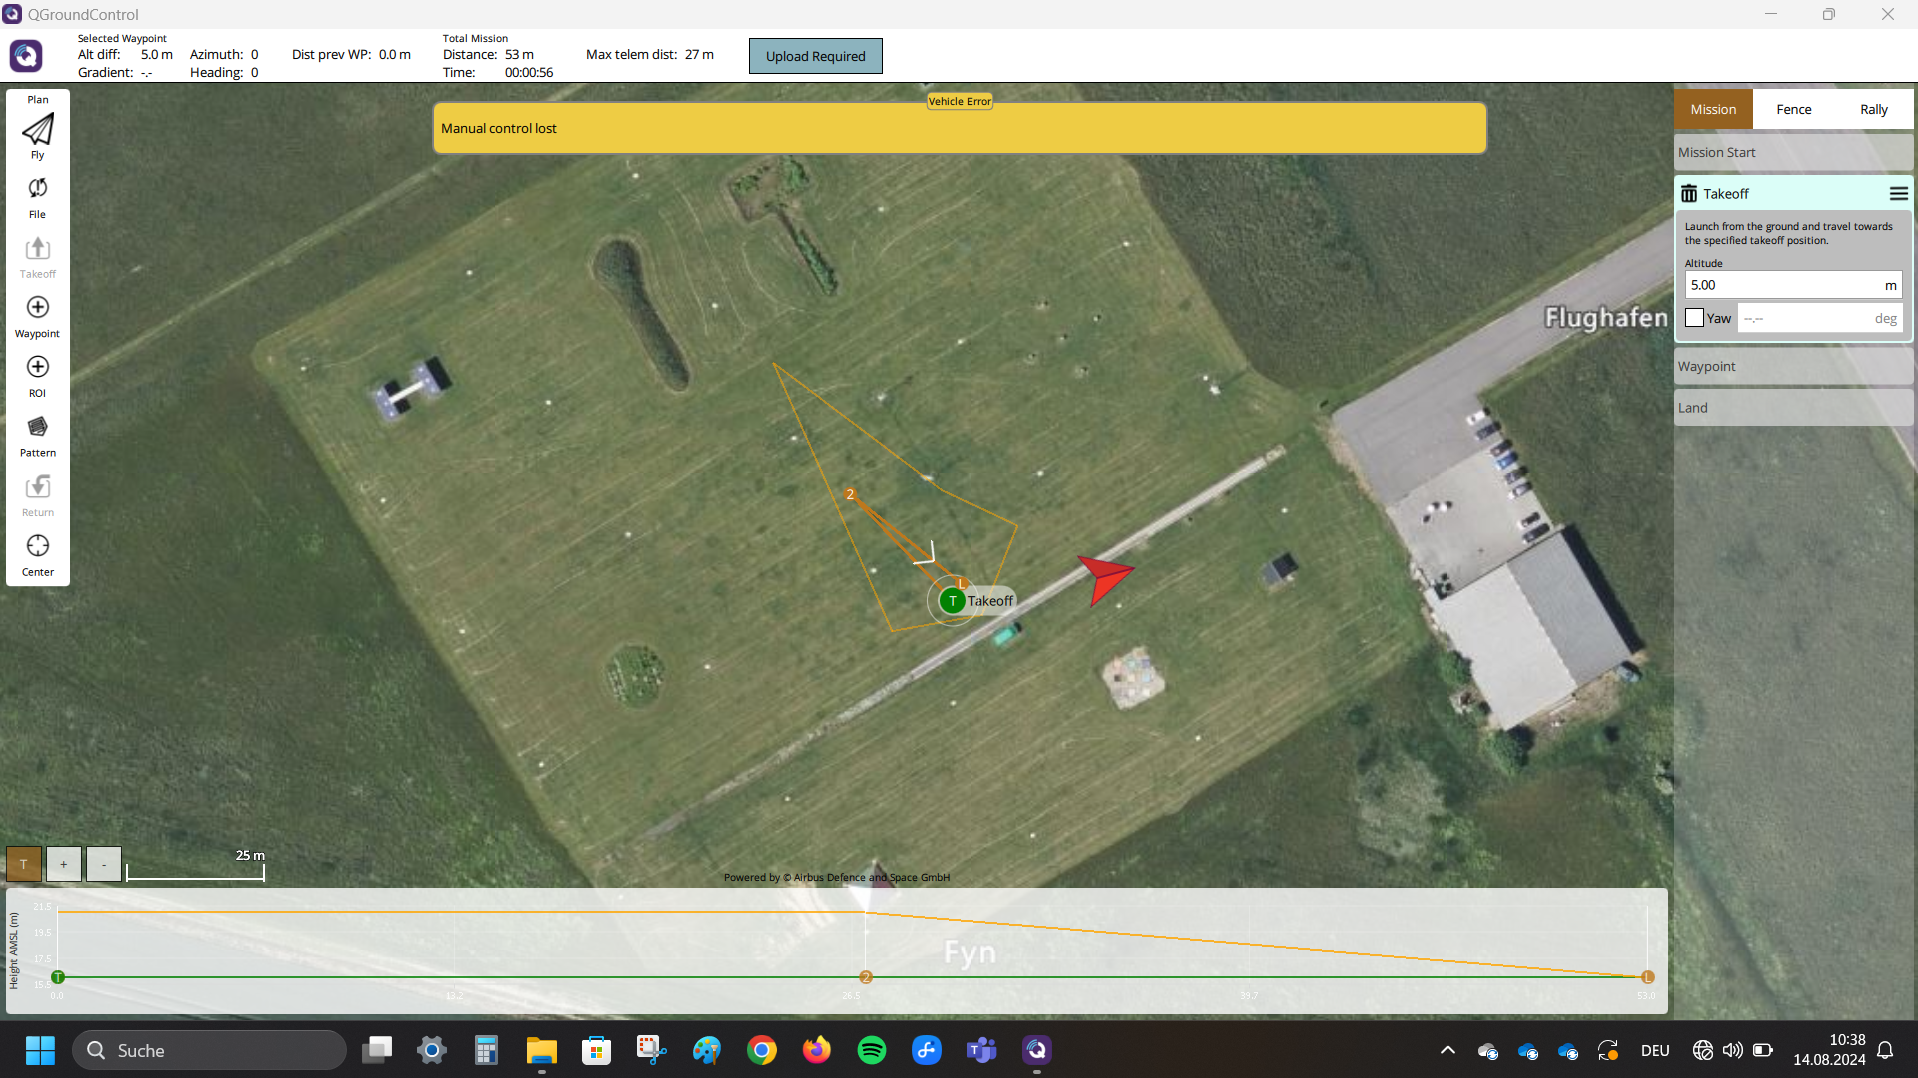 QGroundControl
Selected Waypoint
Alt diff: 5.0 m Azimuth: 0 Dist prev WP: 0.0 m
Gradient: -.- Heading: 0
Total Mission
Distance: 53 m Max telem dist: 27 m
Time: 00:00:56
Upload Required
Plan
Fly
File
Takeoff
Waypoint
ROI
Pattern
Return
Center
Vehicle Error
Manual control lost
Mission Fence Rally
Mission Start
Takeoff
Launch from the ground and travel towards
the specified takeoff position.
Altitude
5.00 m
Yaw --.-- deg
Waypoint
Land
Flughafen
2
L
T Takeoff
T + - 25 m
Powered by © Airbus Defence and Space GmbH
Fyn
Height AMSL (m)
21.5
19.5
17.5
15.5
T 2 L
0.0 13.2 26.5 39.7 53.0
Suche
DEU
10:38
14.08.2024